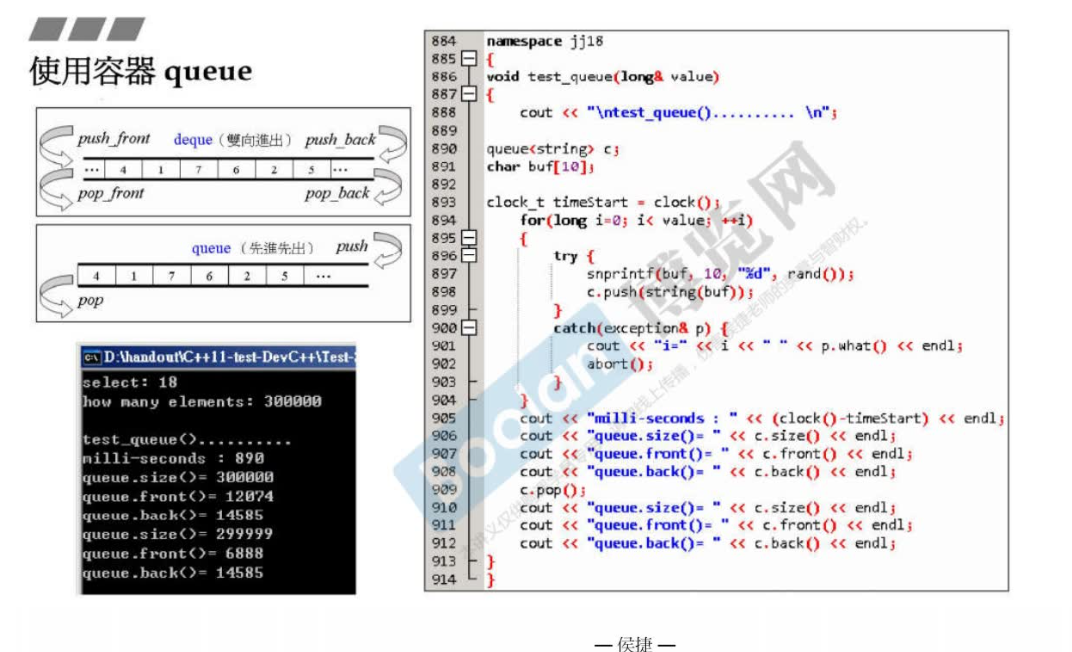 使用容器 queue
push_front deque（雙向進出） push_back
... 4 1 7 6 2 5 ...
pop_front pop_back
queue（先進先出） push
4 1 7 6 2 5 ...
pop
D:\handout\C++11-test-DevC++\Test-
select: 18
how many elements: 300000
test_queue()..........
milli-seconds : 890
queue.size()= 300000
queue.front()= 12074
queue.back()= 14585
queue.size()= 299999
queue.front()= 6888
queue.back()= 14585
884 namespace jj18
885 {
886 void test_queue(long& value)
887 {
888 cout << "\ntest_queue().......... \n";
889
890 queue<string> c;
891 char buf[10];
892
893 clock_t timeStart = clock();
894 for(long i=0; i< value; ++i)
895 {
896 try {
897 snprintf(buf, 10, "%d", rand());
898 c.push(string(buf));
899 }
900 catch(exception& p) {
901 cout << "i=" << i << " " << p.what() << endl;
902 abort();
903 }
904 }
905 cout << "milli-seconds : " << (clock()-timeStart) << endl;
906 cout << "queue.size()= " << c.size() << endl;
907 cout << "queue.front()= " << c.front() << endl;
908 cout << "queue.back()= " << c.back() << endl;
909 c.pop();
910 cout << "queue.size()= " << c.size() << endl;
911 cout << "queue.front()= " << c.front() << endl;
912 cout << "queue.back()= " << c.back() << endl;
913 }
914 }
Boolan 博览网
— 侯捷 —